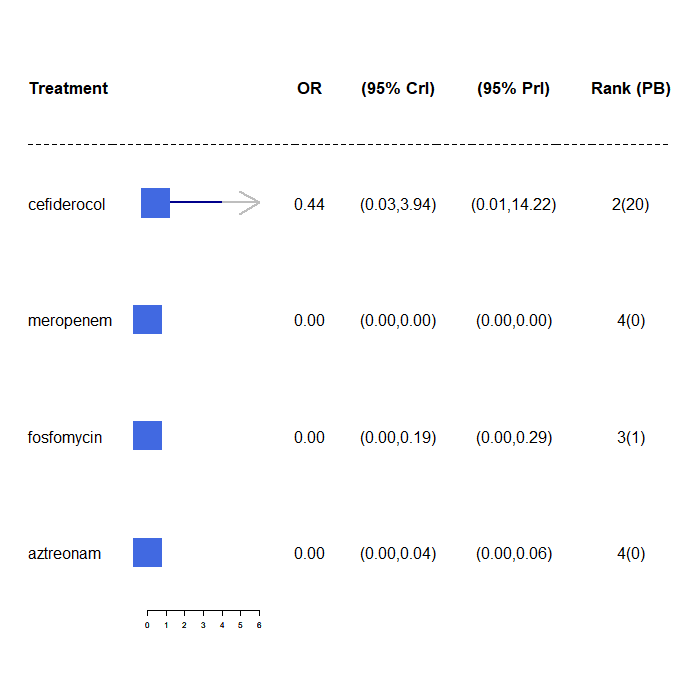 Treatment OR (95% CrI) (95% PrI) Rank (PB)
cefiderocol 0.44 (0.03,3.94) (0.01,14.22) 2(20)
meropenem 0.00 (0.00,0.00) (0.00,0.00) 4(0)
fosfomycin 0.00 (0.00,0.19) (0.00,0.29) 3(1)
aztreonam 0.00 (0.00,0.04) (0.00,0.06) 4(0)
0 1 2 3 4 5 6